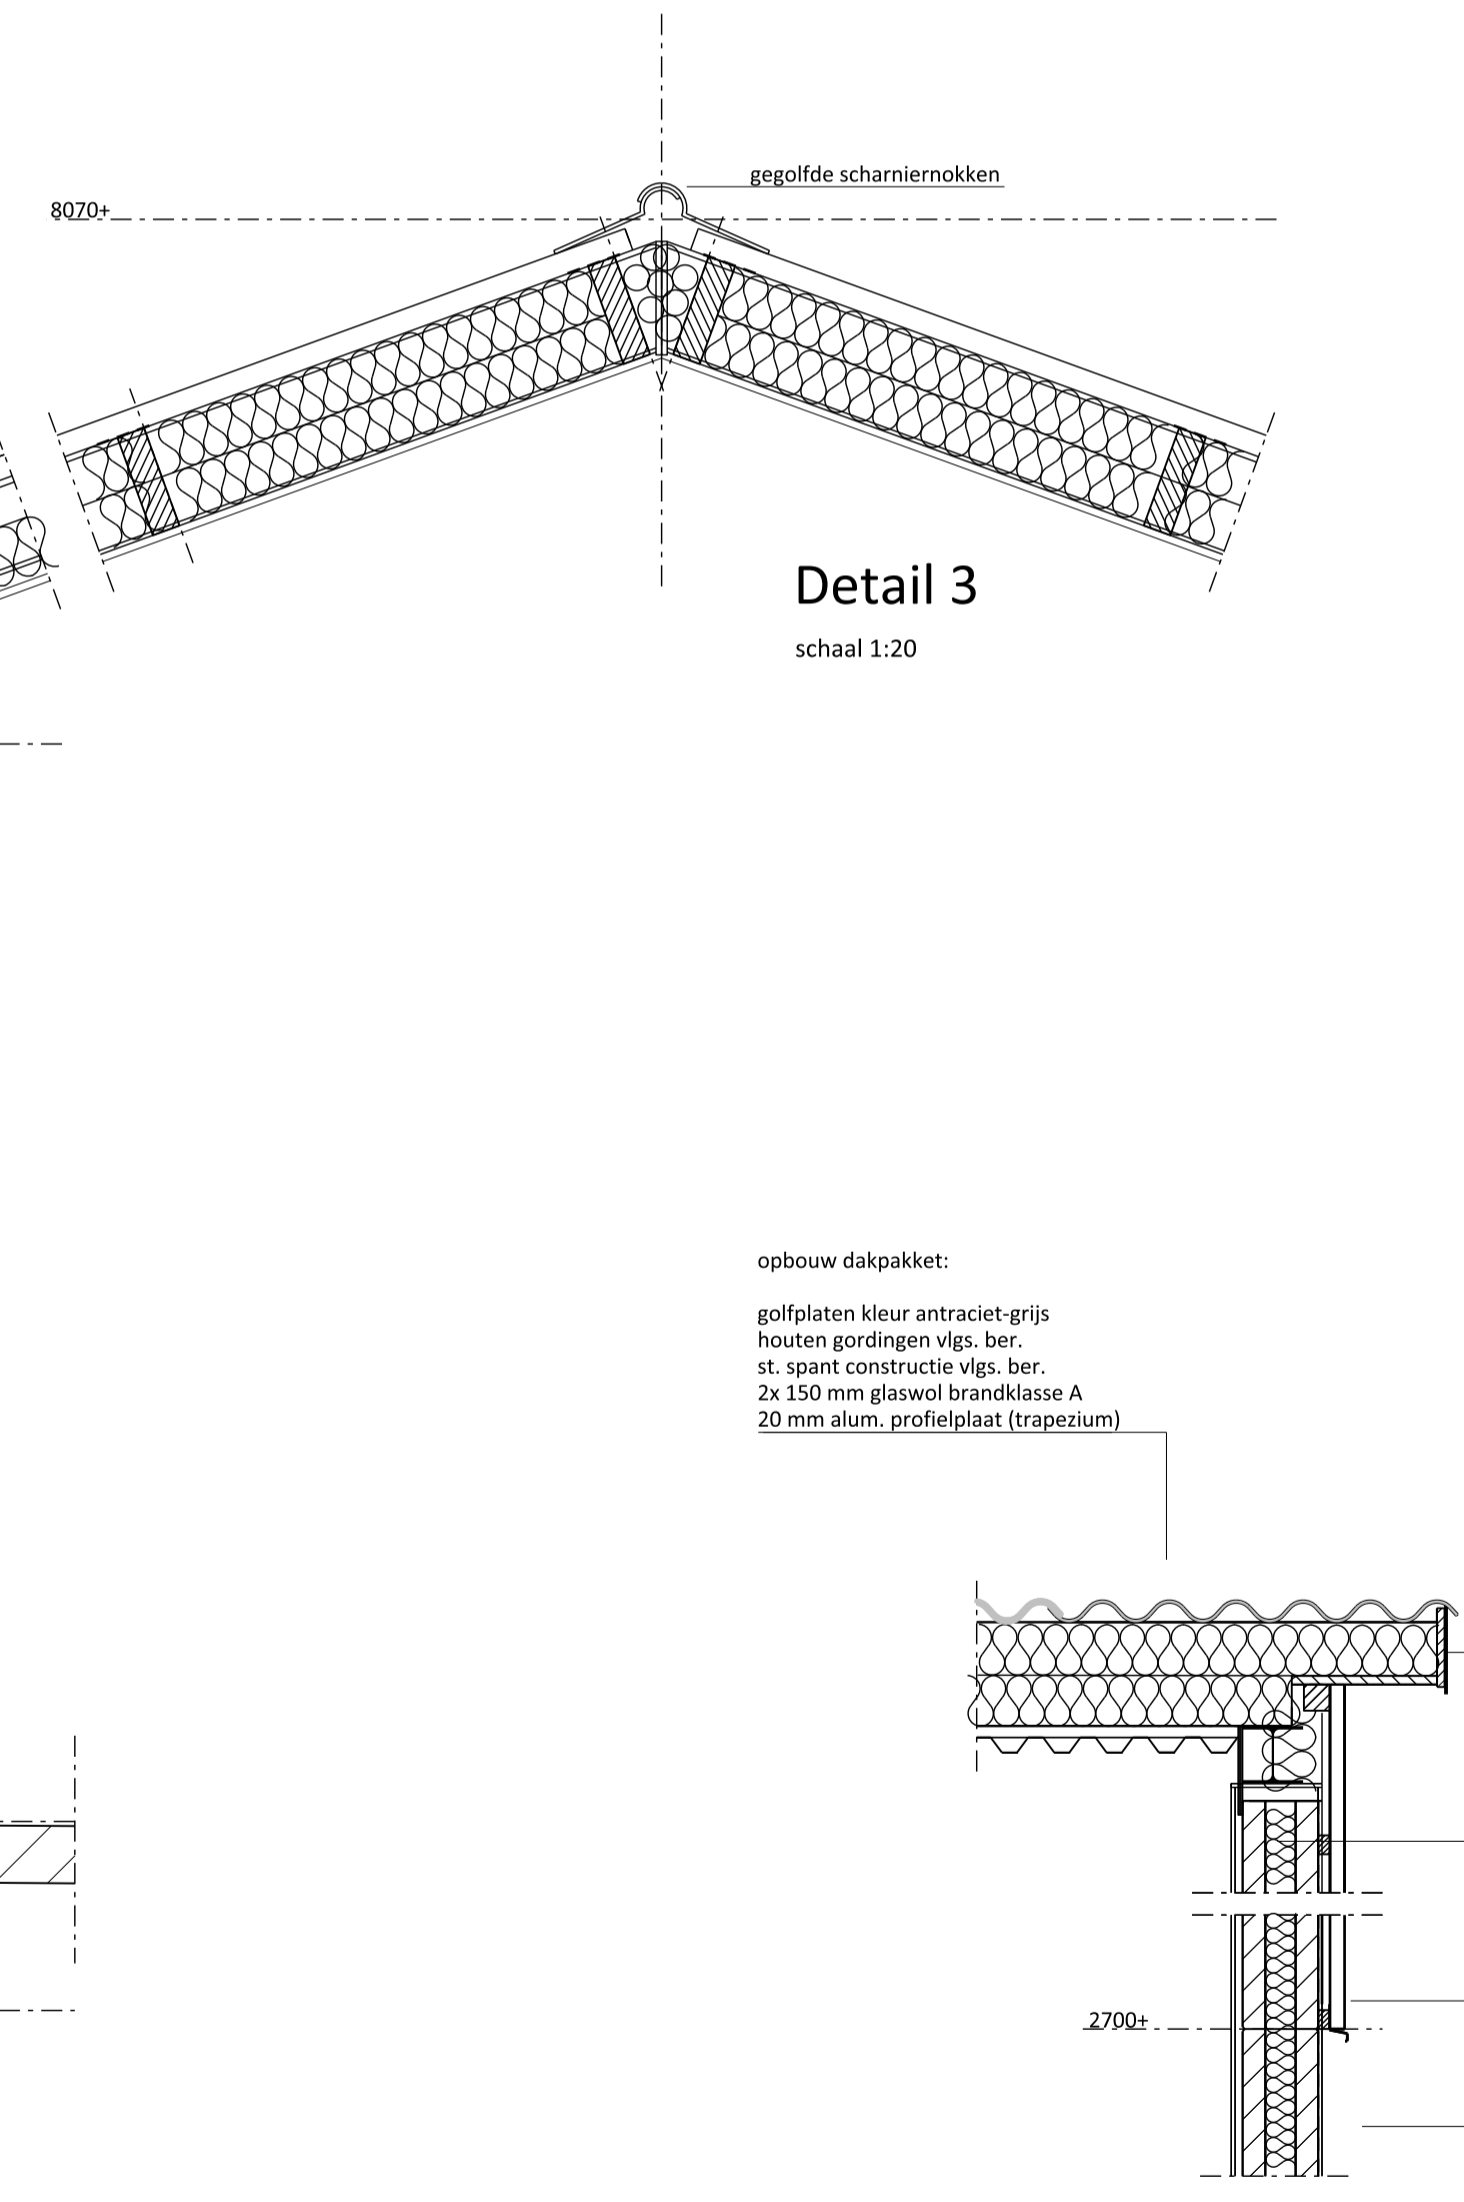 gegolfde scharniernokken
8070+
Detail 3
schaal 1:20
opbouw dakpakket:
golfplaten kleur antraciet-grijs
houten gordingen vlgs. ber.
st. spant constructie vlgs. ber.
2x 150 mm glaswol brandklasse A
20 mm alum. profielplaat (trapezium)
2700+